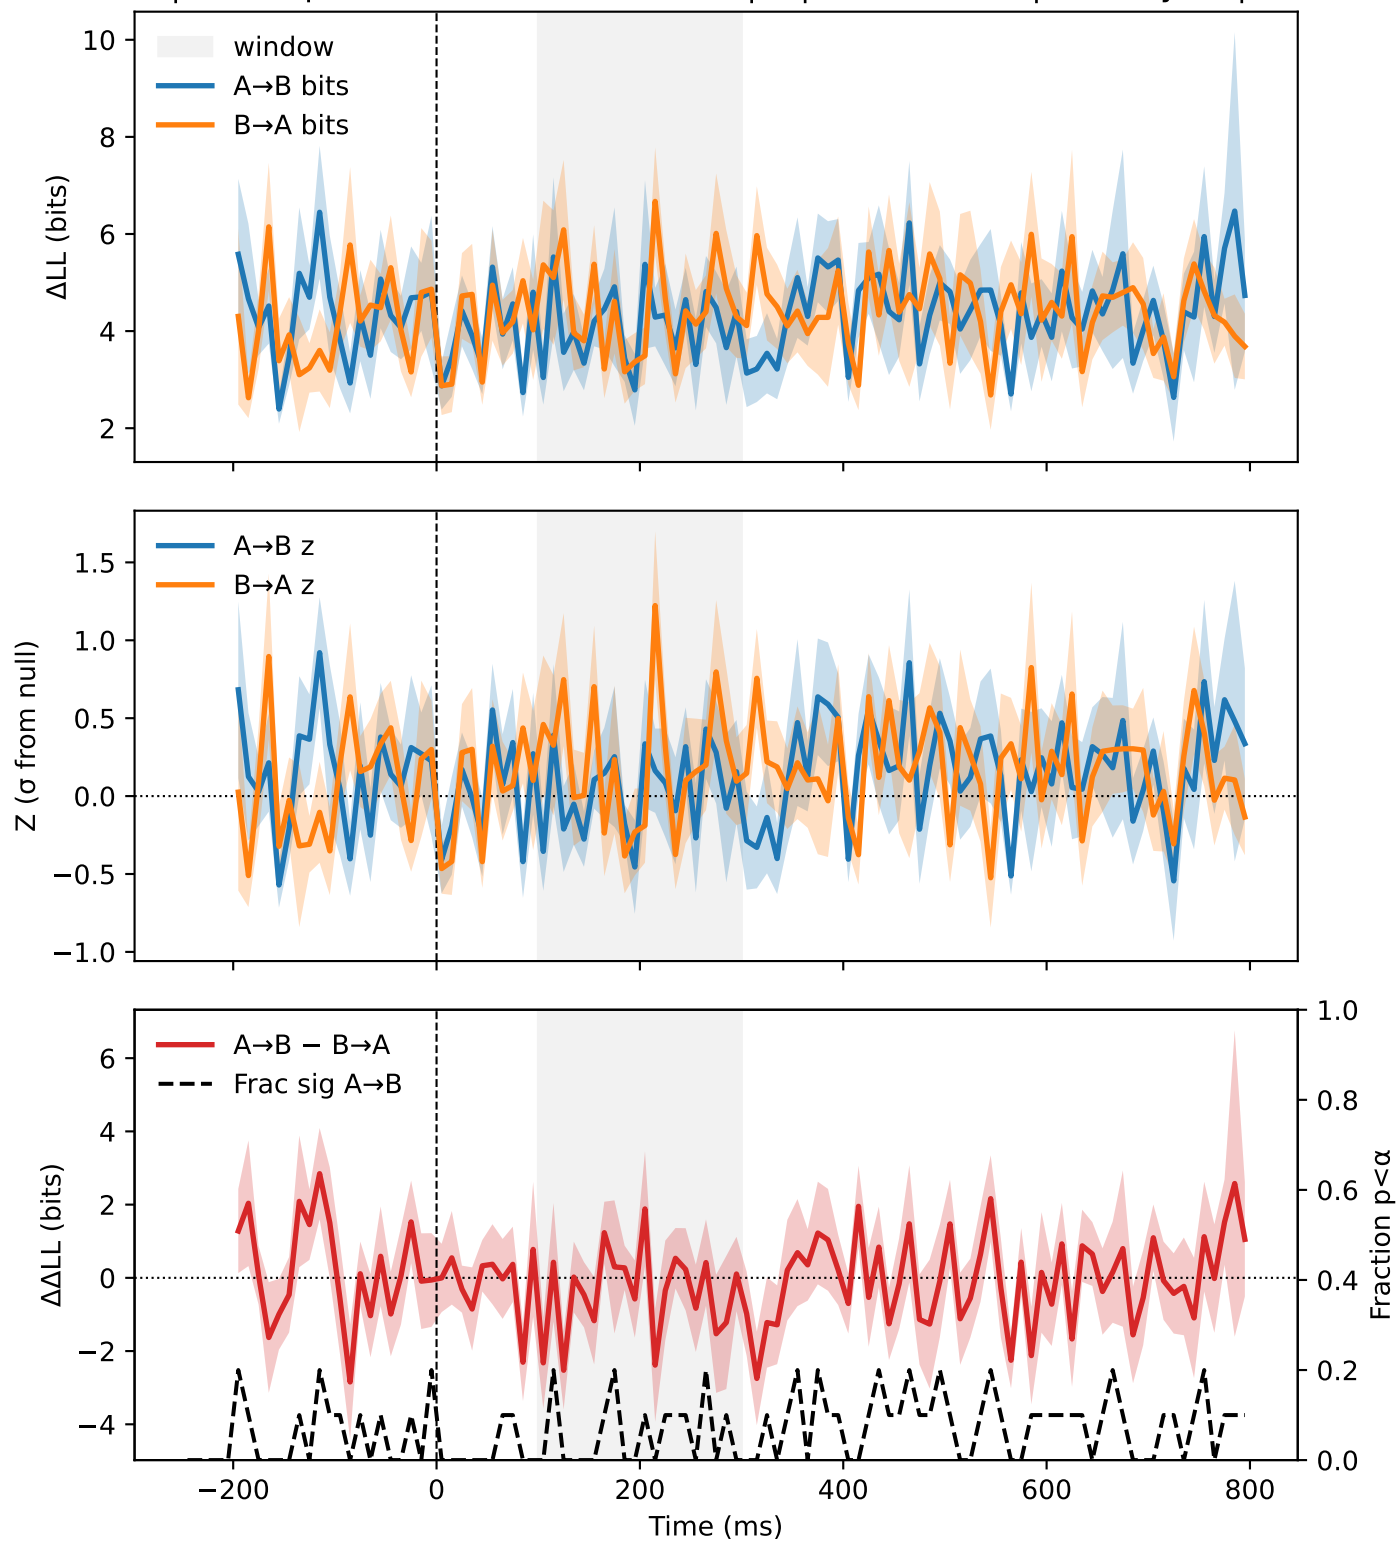 10
8
6
4
2
ΔLL (bits)
window
A→B bits
B→A bits
1.5
1.0
0.5
0.0
−0.5
−1.0
Z (σ from null)
A→B z
B→A z
6
4
2
0
−2
−4
ΔΔLL (bits)
A→B − B→A
Frac sig A→B
1.0
0.8
0.6
0.4
0.2
0.0
Fraction p<α
−200
0
200
400
600
800
Time (ms)